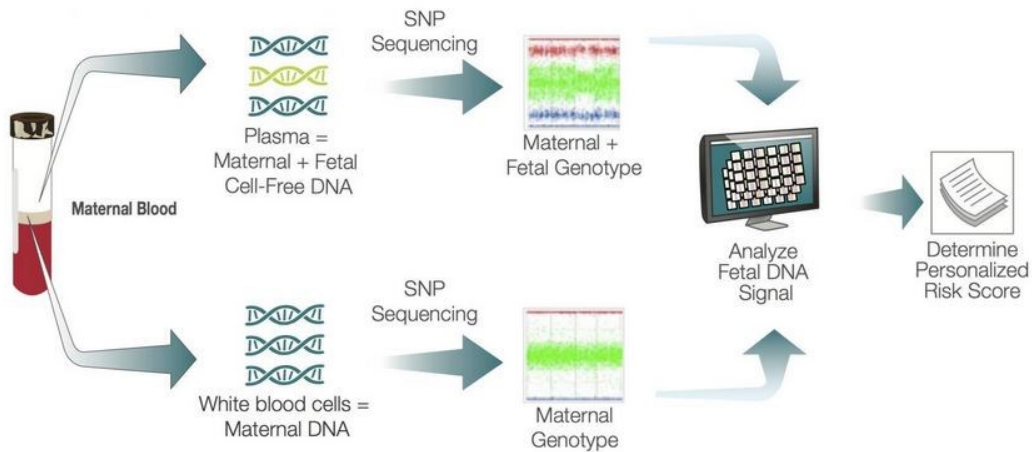 SNP
Sequencing
Plasma =
Maternal + Fetal
Cell-Free DNA
Maternal +
Fetal Genotype
Maternal Blood
Analyze
Fetal DNA
Signal
Determine
Personalized
Risk Score
SNP
Sequencing
White blood cells =
Maternal DNA
Maternal
Genotype